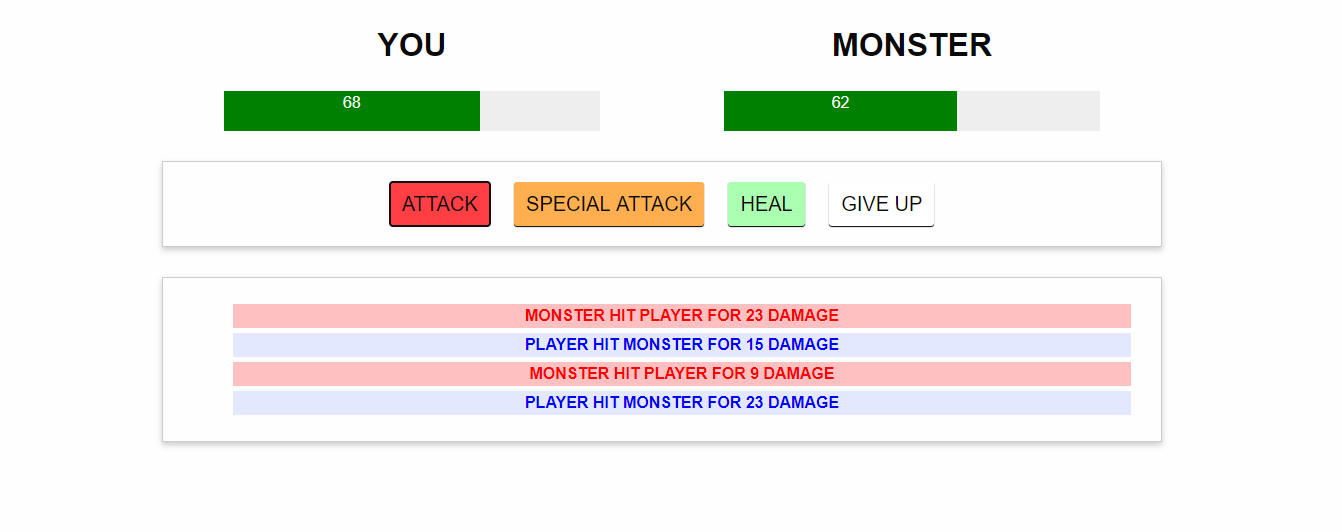 YOU
MONSTER
68
62
ATTACK
SPECIAL ATTACK
HEAL
GIVE UP
MONSTER HIT PLAYER FOR 23 DAMAGE
PLAYER HIT MONSTER FOR 15 DAMAGE
MONSTER HIT PLAYER FOR 9 DAMAGE
PLAYER HIT MONSTER FOR 23 DAMAGE